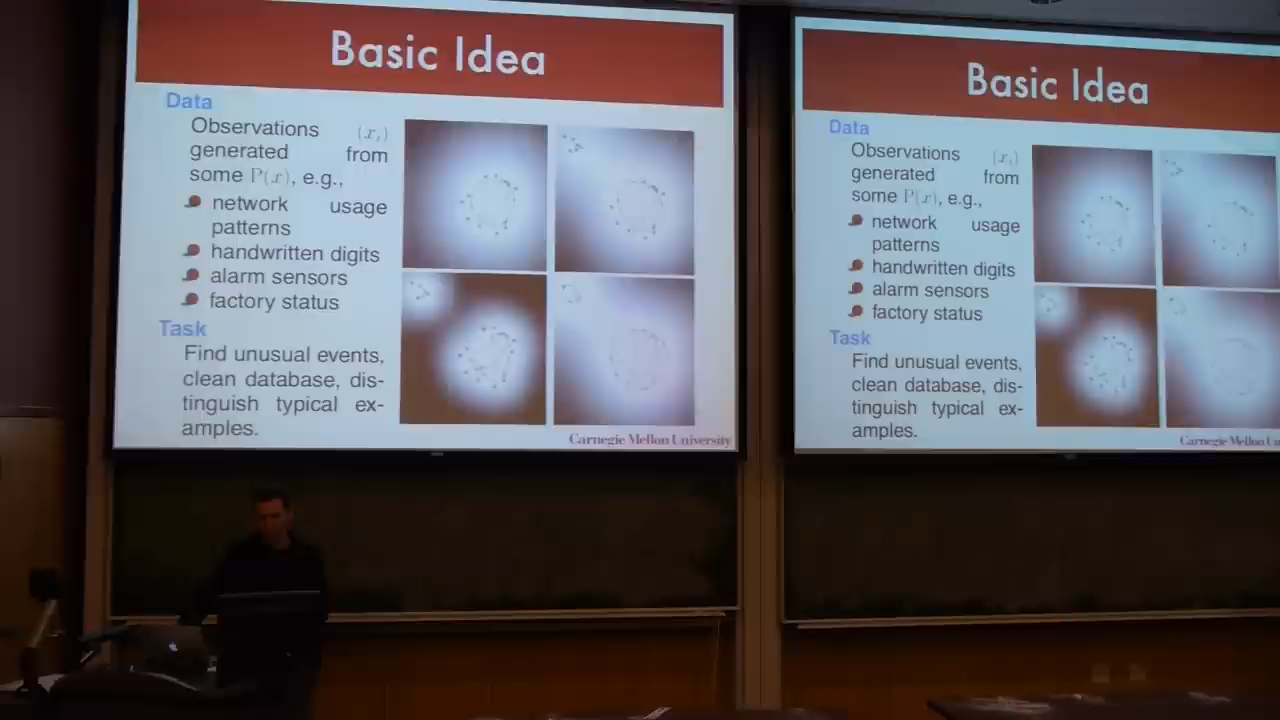 Basic Idea
Data
Observations (xᵢ)
generated from
some P(x), e.g.,
network usage
patterns
handwritten digits
alarm sensors
factory status
Task
Find unusual events,
clean database, dis-
tinguish typical ex-
amples.
Carnegie Mellon University
Basic Idea
Data
Observations (xᵢ)
generated from
some P(x), e.g.,
network usage
patterns
handwritten digits
alarm sensors
factory status
Task
Find unusual events,
clean database, dis-
tinguish typical ex-
amples.
Carnegie Mellon Un